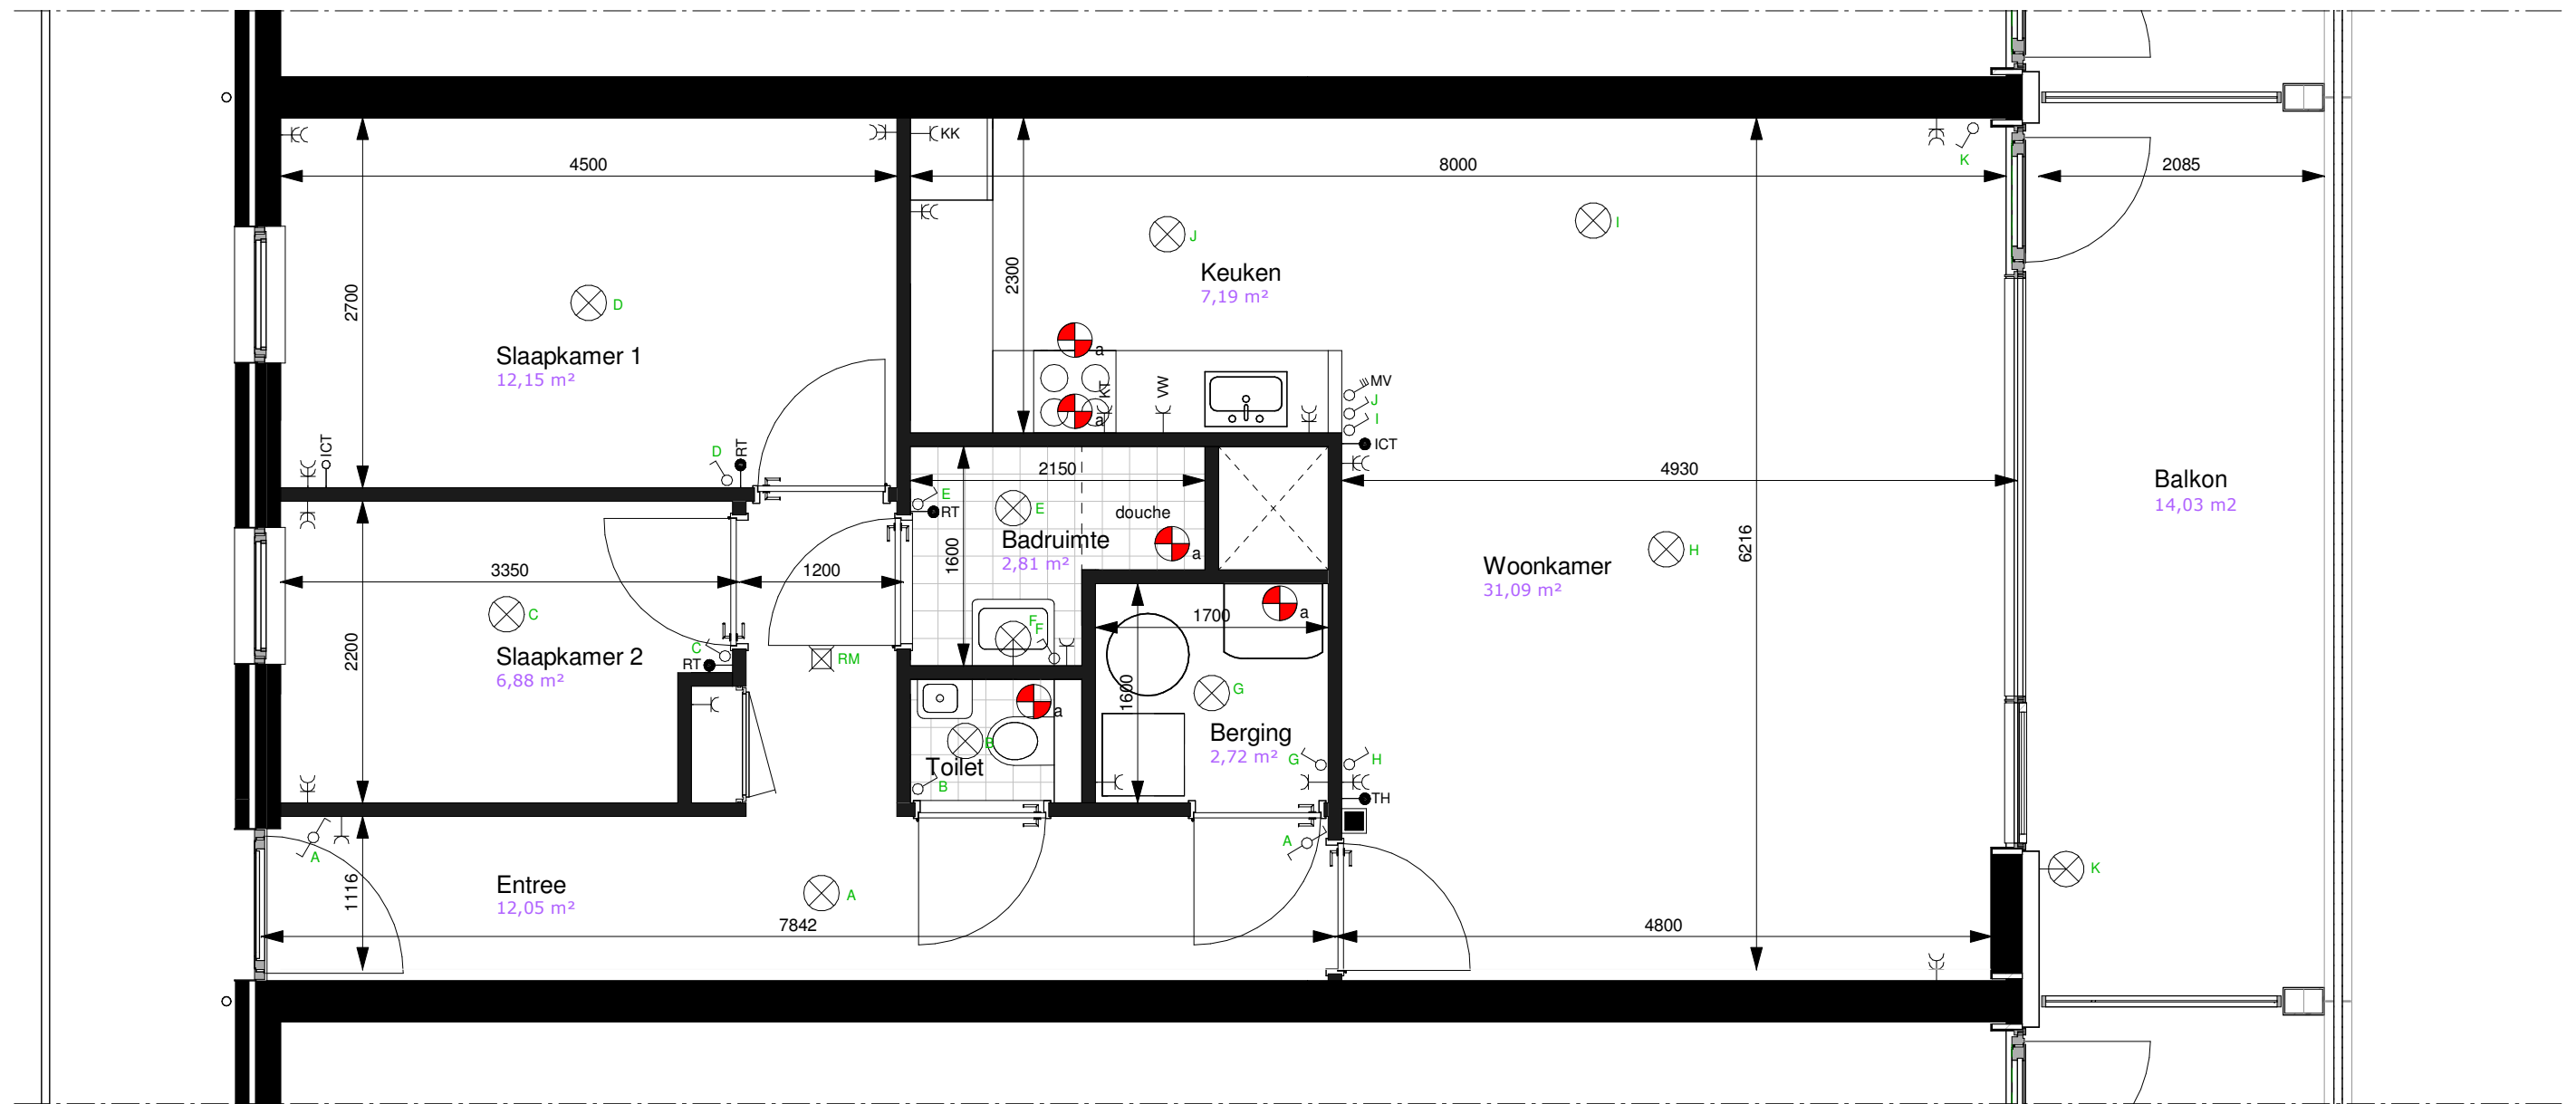 KK
4500
8000
2085
K
J
I
2300
Keuken
7,19 m²
2700
D
Slaapkamer 1
12,15 m²
a
KT
VW
a
MV
J
I
ICT
ICT
D
RT
2150
4930
Balkon
14,03 m2
E
RT
E
douche
Badruimte
2,81 m²
1600
a
6216
H
Woonkamer
31,09 m²
3350
1200
C
F
F
1700
a
2200
C
Slaapkamer 2
6,88 m²
RT
RM
1600
G
a
B
Toilet
B
Berging
2,72 m²
G
H
TH
A
A
1116
Entree
12,05 m²
A
K
7842
4800